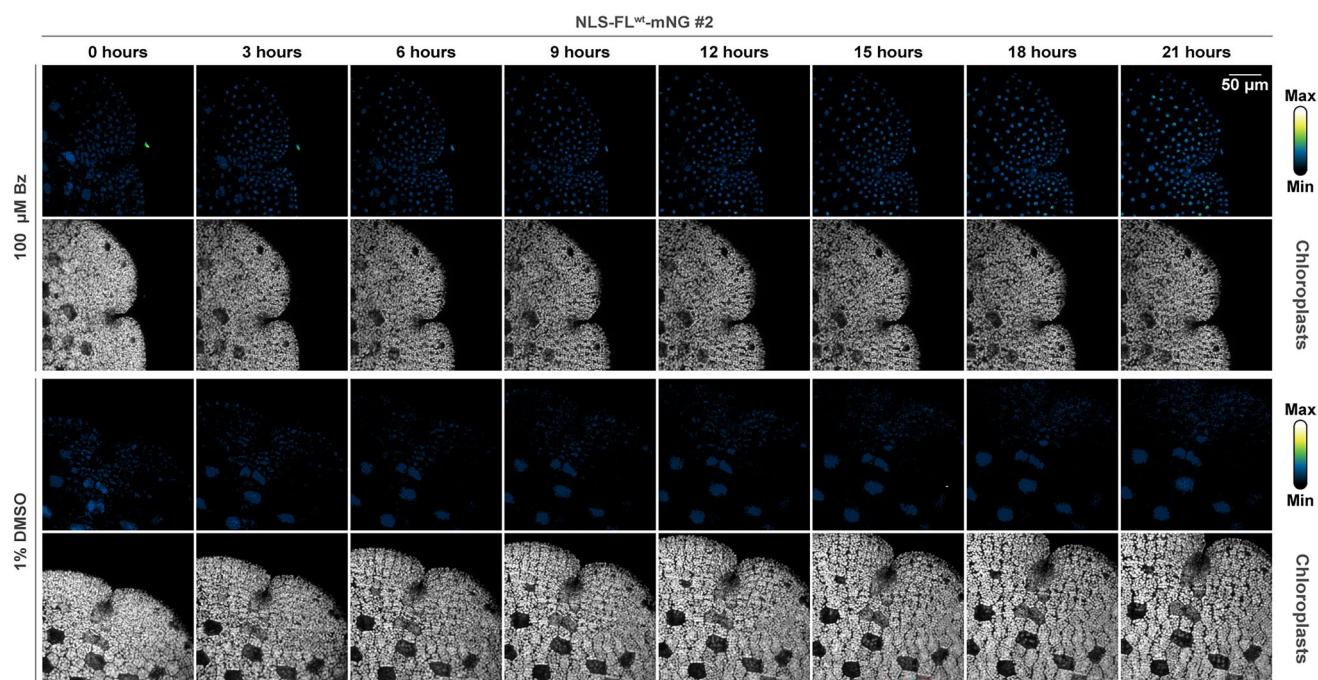 NLS-FLʷᵗ-mNG #2
0 hours
3 hours
6 hours
9 hours
12 hours
15 hours
18 hours
21 hours
50 µm
Max
Min
100 µM Bz
Chloroplasts
Max
Min
1% DMSO
Chloroplasts